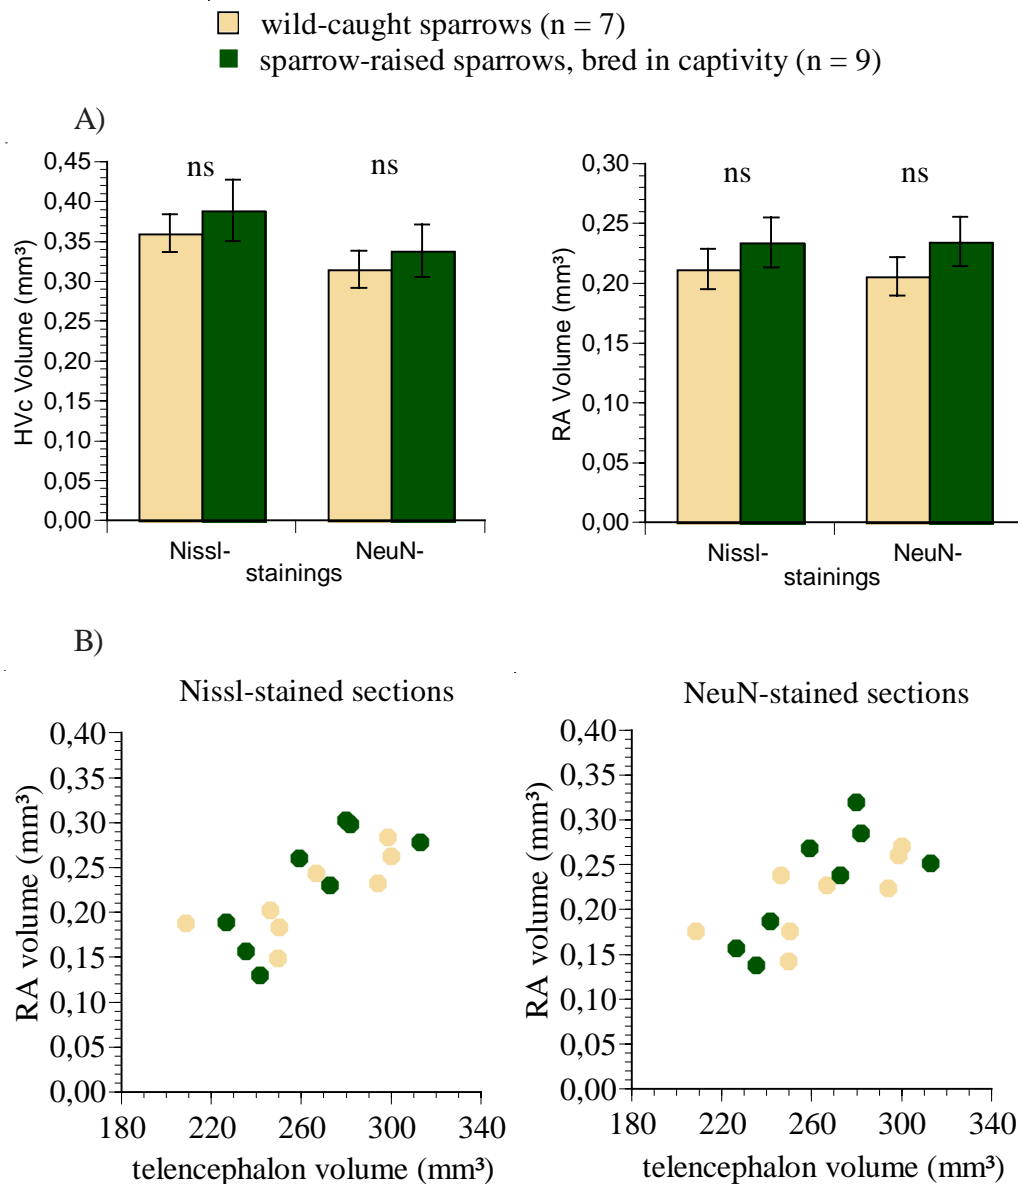 wild-caught sparrows (n = 7)
sparrow-raised sparrows, bred in captivity (n = 9)
A)
0,45
0,40
0,35
0,30
0,25
0,20
0,15
0,10
0,05
0,00
HVc Volume (mm³)
ns
ns
Nissl-
NeuN-
stainings
0,30
0,25
0,20
0,15
0,10
0,05
0,00
RA Volume (mm³)
ns
ns
Nissl-
NeuN-
stainings
B)
Nissl-stained sections
0,40
0,35
0,30
0,25
0,20
0,15
0,10
0,05
0,00
RA volume (mm³)
180 220 260 300 340
telencephalon volume (mm³)
NeuN-stained sections
0,40
0,35
0,30
0,25
0,20
0,15
0,10
0,05
0,00
RA volume (mm³)
180 220 260 300 340
telencephalon volume (mm³)